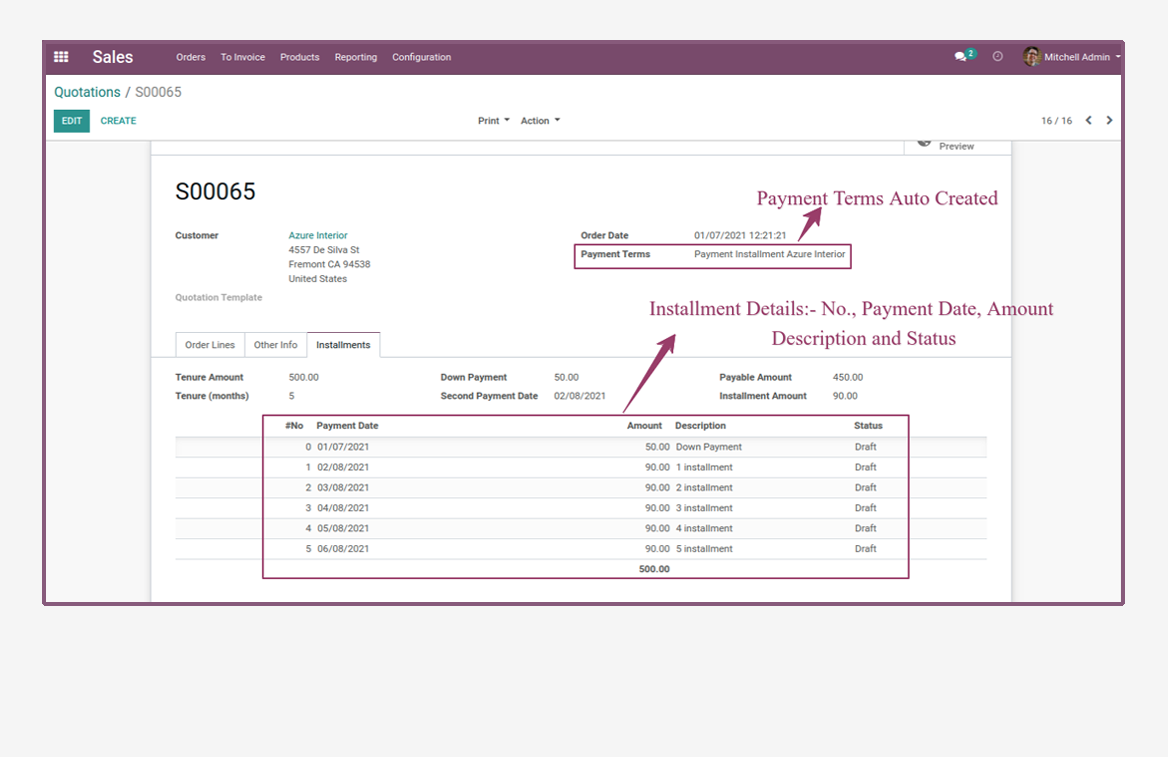 Sales Orders To Invoice Products Reporting Configuration 2 Mitchell Admin
Quotations / S00065
EDIT CREATE Print Action 16 / 16
Preview
S00065
Payment Terms Auto Created
Customer Azure Interior Order Date 01/07/2021 12:21:21
4557 De Silva St Payment Terms Payment Installment Azure Interior
Fremont CA 94538
United States
Quotation Template
Installment Details:- No., Payment Date, Amount
Description and Status
Order Lines Other Info Installments
Tenure Amount 500.00 Down Payment 50.00 Payable Amount 450.00
Tenure (months) 5 Second Payment Date 02/08/2021 Installment Amount 90.00
#No Payment Date Amount Description Status
0 01/07/2021 50.00 Down Payment Draft
1 02/08/2021 90.00 1 installment Draft
2 03/08/2021 90.00 2 installment Draft
3 04/08/2021 90.00 3 installment Draft
4 05/08/2021 90.00 4 installment Draft
5 06/08/2021 90.00 5 installment Draft
500.00